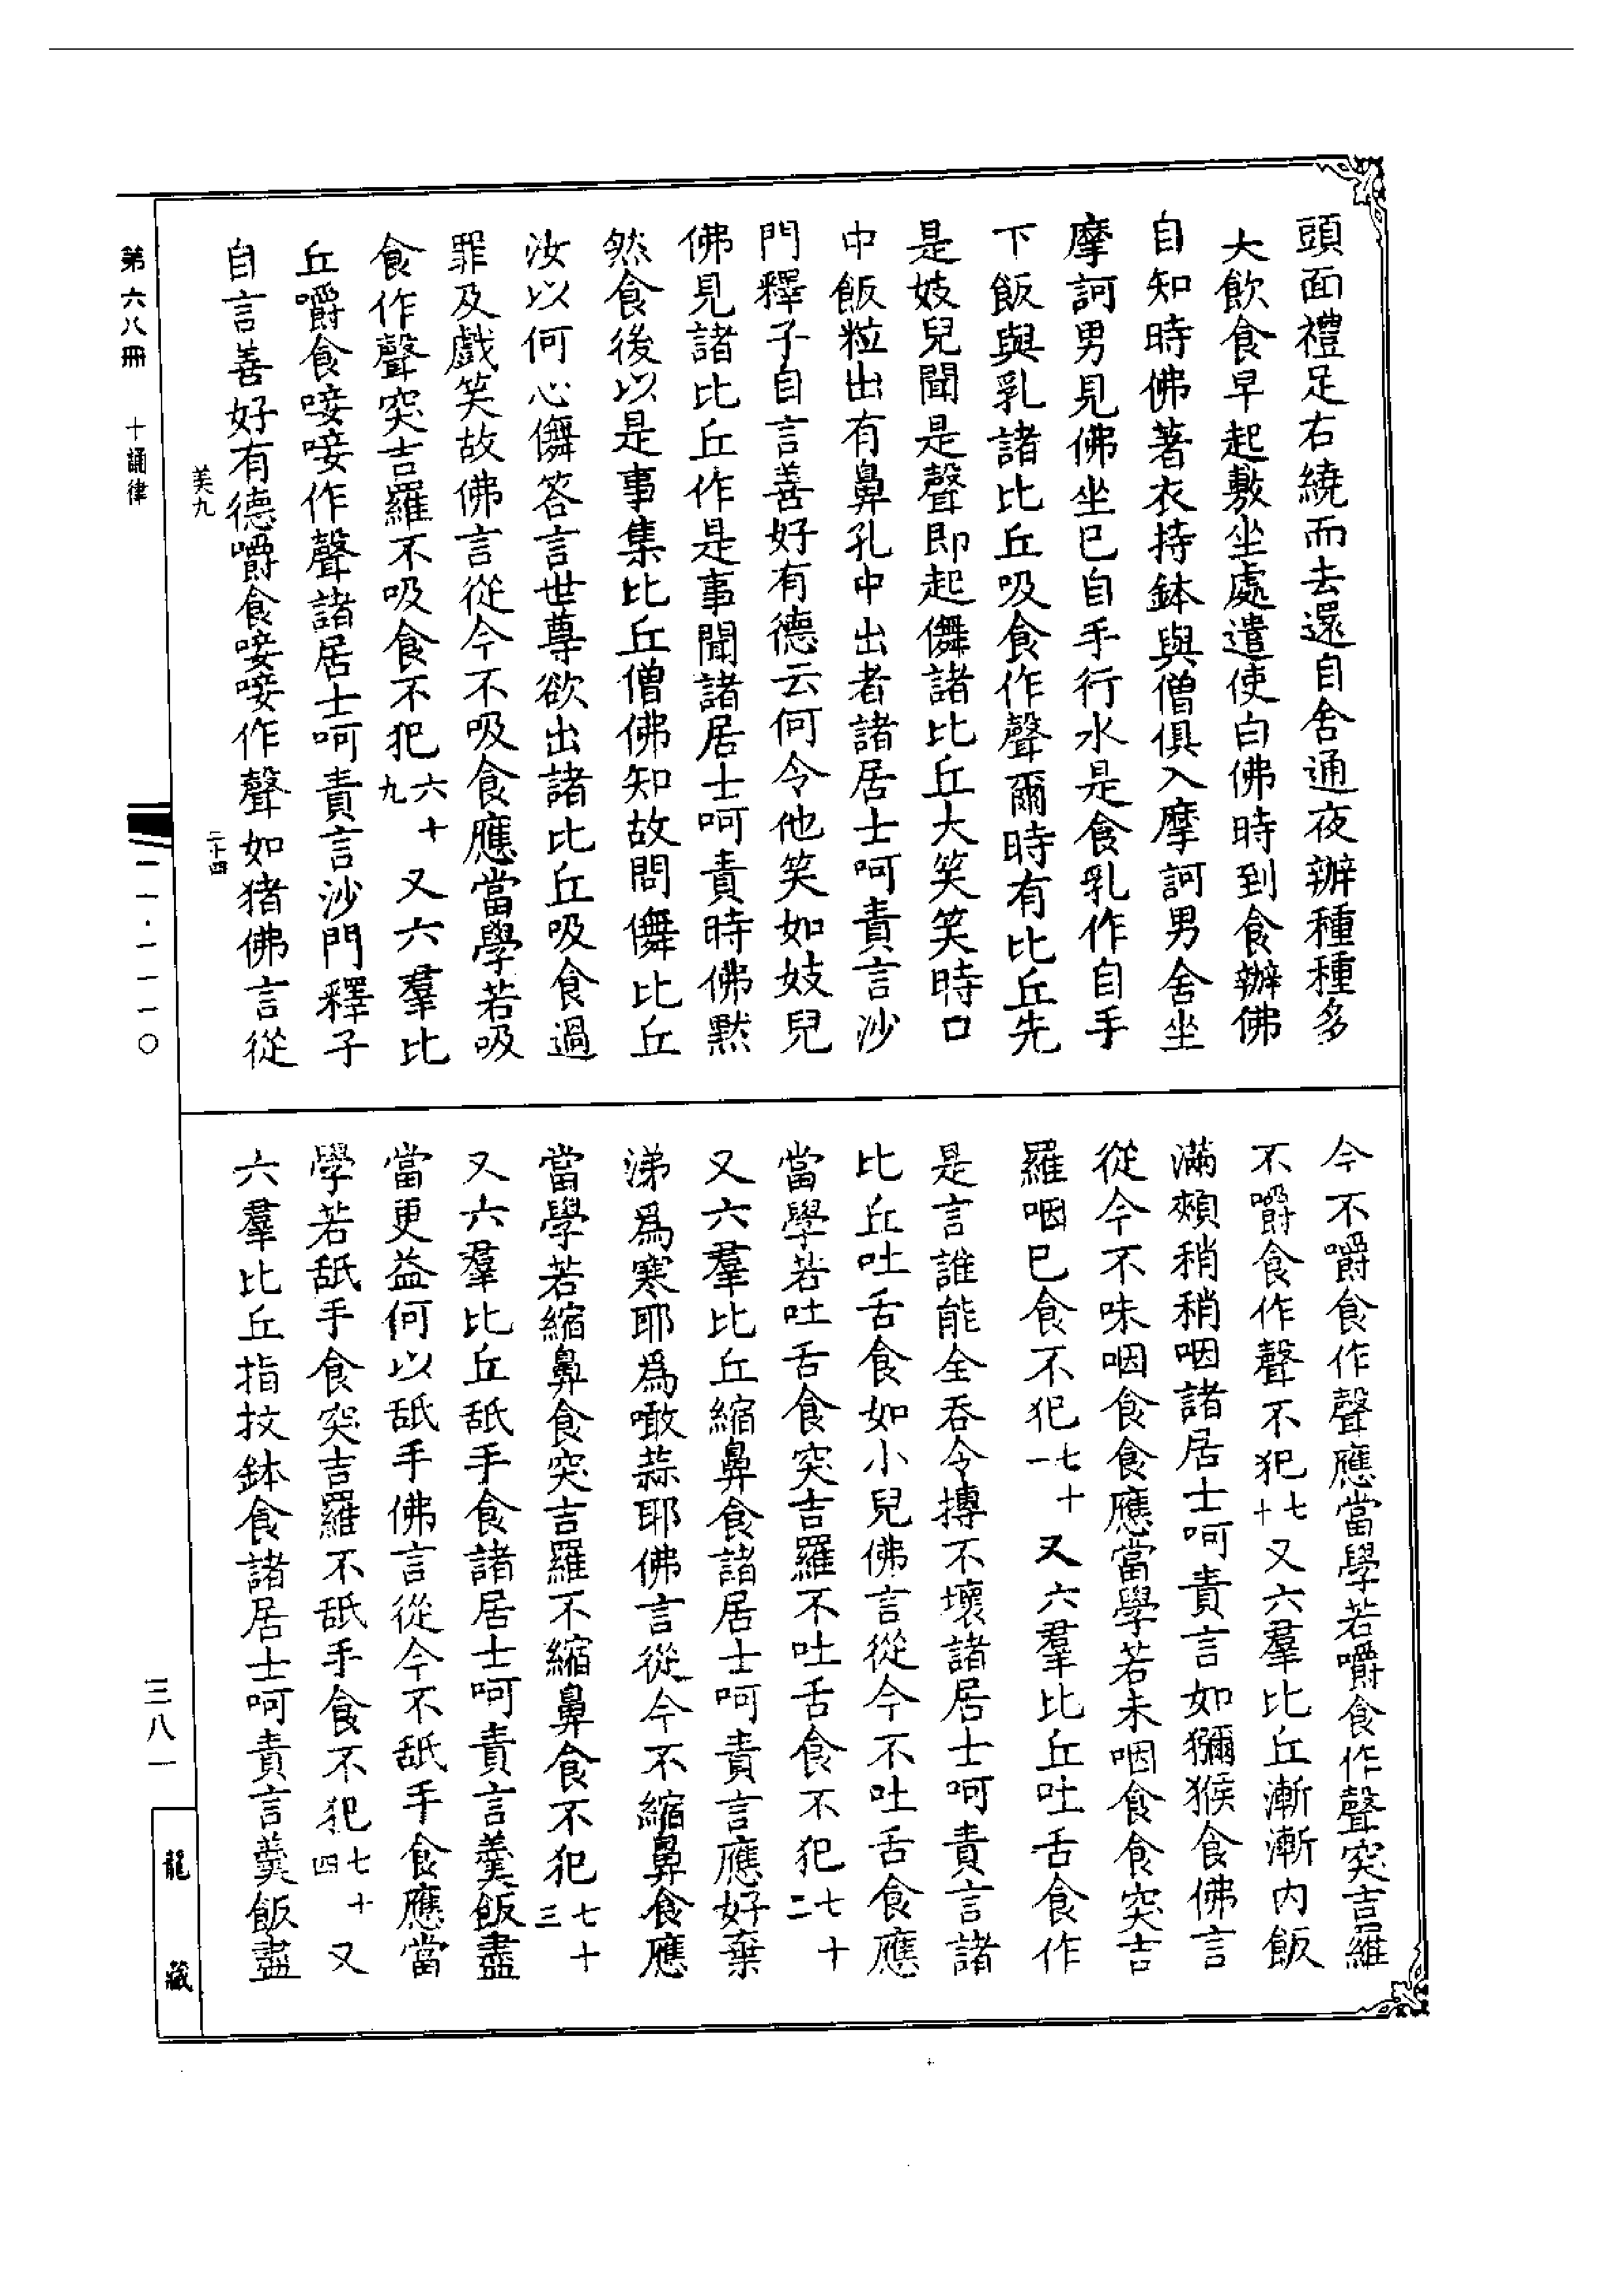 頭面禮足右繞而去還自舍通夜辦種種多
大飲食早起敷坐處遣使白佛時到食辦佛
自知時佛著衣持鉢與僧俱入摩訶男舍坐
摩訶男見佛坐已自手行水是食乳作自手
下飯與乳諸比丘吸食作聲爾時有比丘先
是妓兒聞是聲即起儛諸比丘大笑笑時口
中飯粒出有鼻孔中出者諸居士呵責言沙
門釋子自言善好有德云何令他笑如妓兒
佛見諸比丘作是事聞諸居士呵責時佛默
然食後以是事集比丘僧佛知故問儛比丘
汝以何心儛答言世尊欲出諸比丘吸食過
罪及戲笑故佛言從今不吸食應當學若吸
食作聲突吉羅不吸食不犯六十九又六羣比
丘嚼食唼唼作聲諸居士呵責言沙門釋子
自言善好有德嚼食唼唼作聲如猪佛言從
今不嚼食作聲應當學若嚼食作聲突吉羅
不嚼食作聲不犯七十又六羣比丘漸漸內飯
滿頰稍稍咽諸居士呵責言如獼猴食佛言
從今不味咽食食應當學若未咽食食突吉
羅咽已食不犯七十一又六羣比丘吐舌食作
是言誰能全吞令摶不壞諸居士呵責言諸
比丘吐舌食如小兒佛言從今不吐舌食應
當學若吐舌食突吉羅不吐舌食不犯七十二
又六羣比丘縮鼻食諸居士呵責言應好棄
涕爲寒耶爲噉蒜耶佛言從今不縮鼻食應
當學若縮鼻食突吉羅不縮鼻食不犯七十三
又六羣比丘舐手食諸居士呵責言羹飯盡
當更益何以舐手佛言從今不舐手食應當
學若舐手食突吉羅不舐手食不犯七十四又
六羣比丘指抆鉢食諸居士呵責言羹飯盡
美九
二十四
第六八冊 十誦律
一一·一一一〇
三八一
龍藏